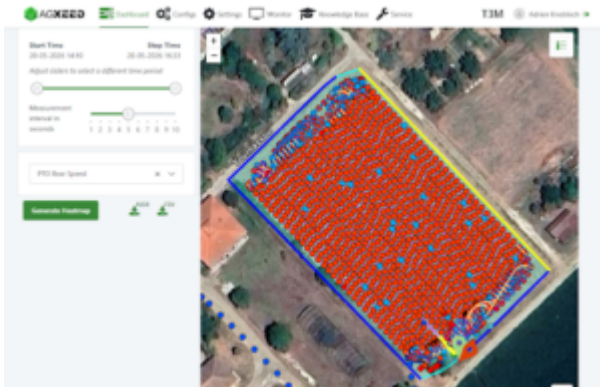 AGXEED Dashboard Configs Settings Monitor Knowledge Base Service T3M
Start Time Stop Time
Adjust sliders to select a different time period
Measurement
interval in
seconds
1 2 3 4 5 6 7 8 9 10
PTO Rear Speed
Generate Heatmap